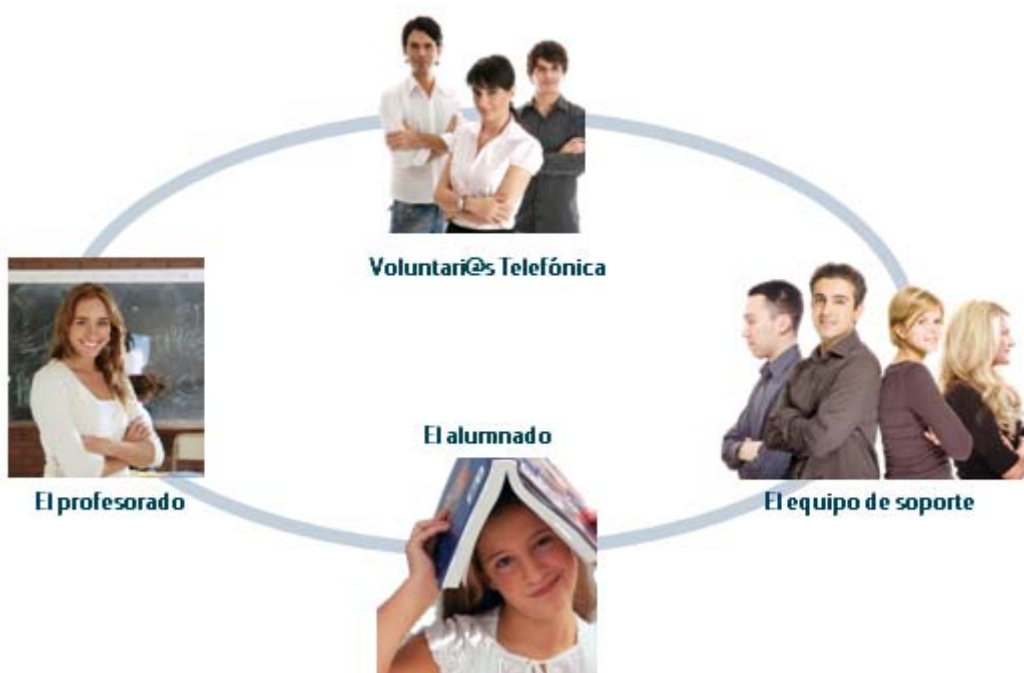 Voluntari@s Telefónica
El alumnado
El profesorado
El equipo de soporte